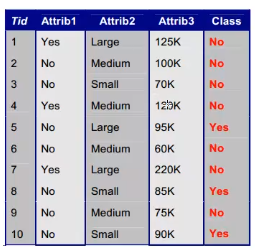 Tid Attrib1 Attrib2 Attrib3 Class
1 Yes Large 125K No
2 No Medium 100K No
3 No Small 70K No
4 Yes Medium 120K No
5 No Large 95K Yes
6 No Medium 60K No
7 Yes Large 220K No
8 No Small 85K Yes
9 No Medium 75K No
10 No Small 90K Yes